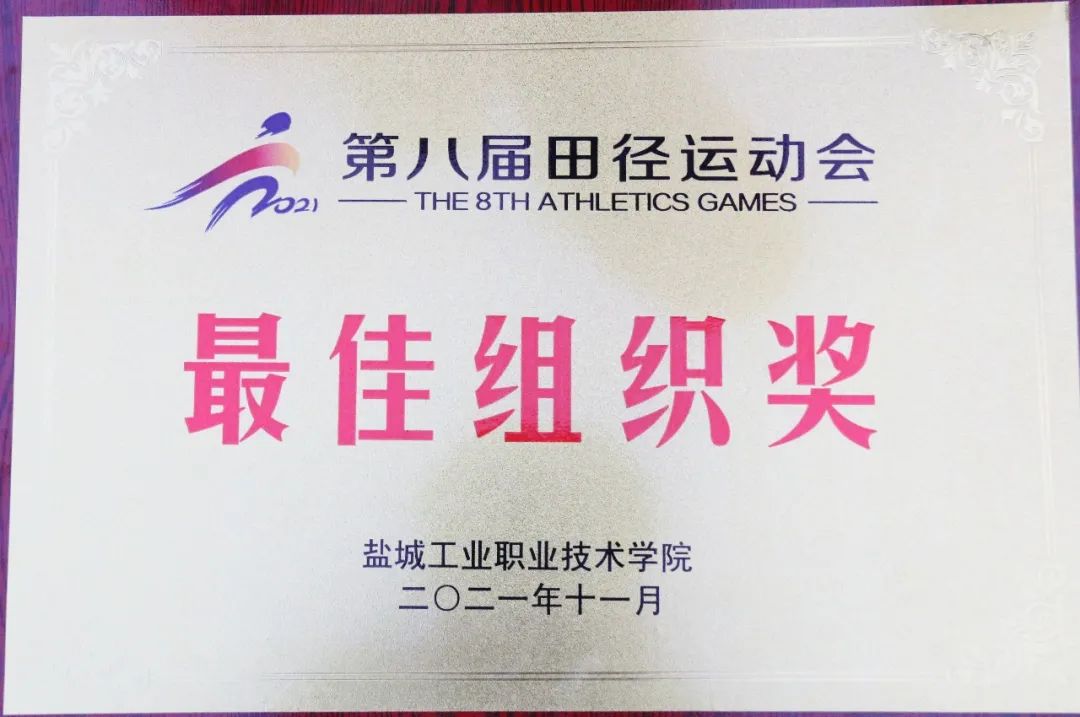 第八届田径运动会
2021
THE 8TH ATHLETICS GAMES
最佳组织奖
盐城工业职业技术学院
二〇二一年十一月